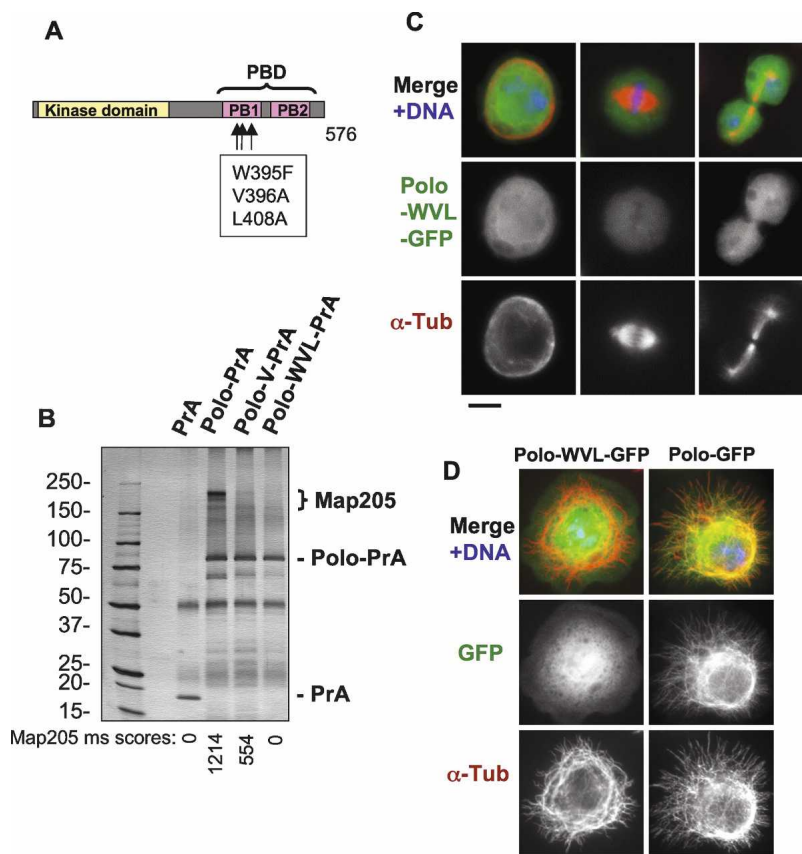 A
PBD
Kinase domain
PB1
PB2
576
W395F
V396A
L408A
B
PrA
Polo-PrA
Polo-V-PrA
Polo-WVL-PrA
250-
150-
100-
75-
50-
37-
25-
20-
15-
} Map205
- Polo-PrA
- PrA
Map205 ms scores: 0 1214 554 0
C
Merge
+DNA
Polo
-WVL
-GFP
α-Tub
D
Polo-WVL-GFP Polo-GFP
Merge
+DNA
GFP
α-Tub